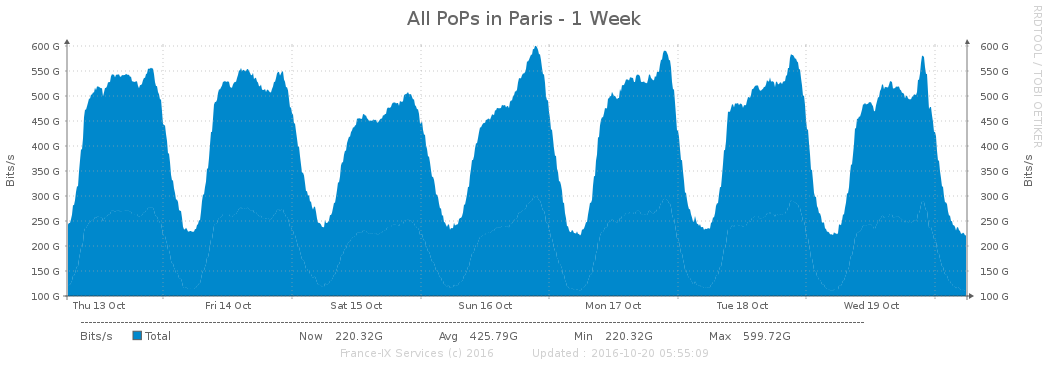 All PoPs in Paris - 1 Week
RRDTOOL / TOBI OETIKER
600 G 600 G
550 G 550 G
500 G 500 G
450 G 450 G
400 G 400 G
350 G 350 G
300 G 300 G
250 G 250 G
200 G 200 G
150 G 150 G
100 G 100 G
Bits/s
Bits/s
Thu 13 Oct Fri 14 Oct Sat 15 Oct Sun 16 Oct Mon 17 Oct Tue 18 Oct Wed 19 Oct
Bits/s Total Now 220.32G Avg 425.79G Min 220.32G Max 599.72G
France-IX Services (c) 2016 Updated : 2016-10-20 05:55:09